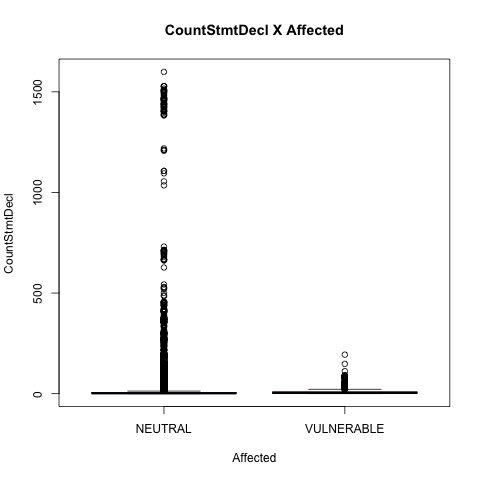 CountStmtDecl X Affected
1500
1000
500
0
CountStmtDecl
NEUTRAL
VULNERABLE
Affected